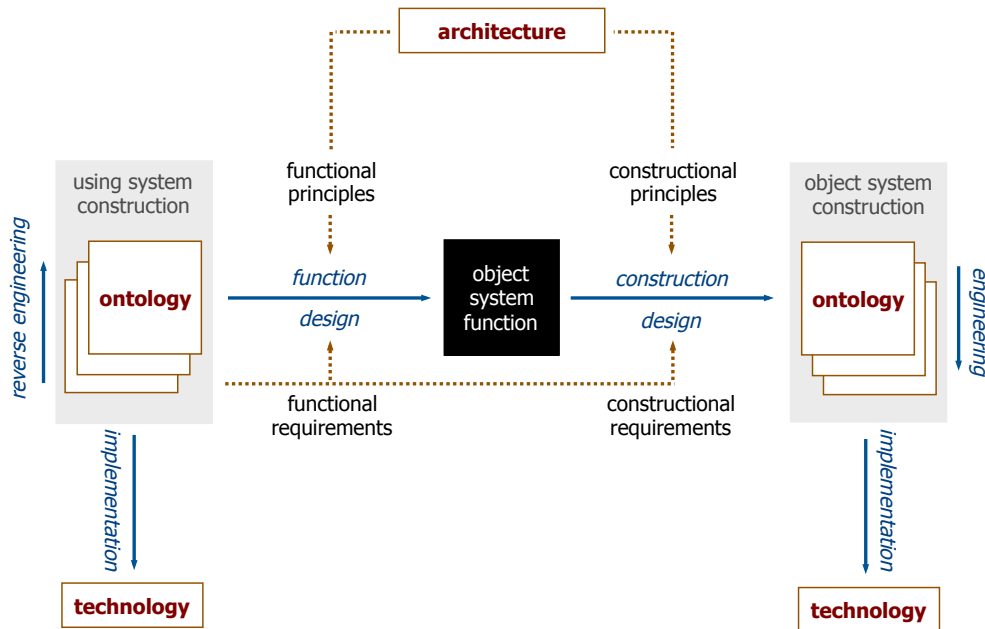 architecture
functional
principles
constructional
principles
using system
construction
object system
construction
reverse engineering
ontology
function
design
object
system
function
construction
design
ontology
engineering
functional
requirements
constructional
requirements
implementation
implementation
technology
technology